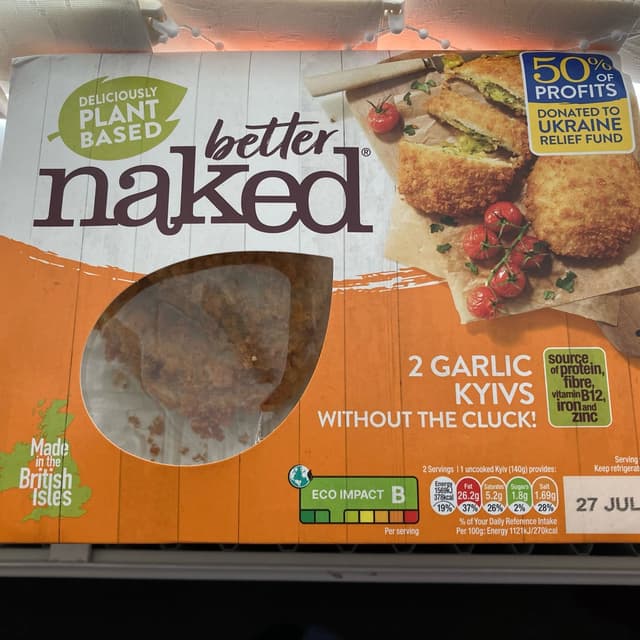 DELICIOUSLY
PLANT
BASED
better
naked®
50%
OF
PROFITS
DONATED TO
UKRAINE
RELIEF FUND
2 GARLIC
KYIVS
WITHOUT THE CLUCK!
source
of protein,
fibre,
vitamin B12,
iron and
zinc
Made
in the
British
Isles
ECO IMPACT B
Per serving
2 Servings | 1 uncooked Kyiv (140g) provides:
Energy Fat Saturates Sugars Salt
1569kJ
378kcal 26.2g 5.2g 1.8g 1.69g
19% 37% 26% 2% 28%
% of Your Daily Reference Intake
Per 100g: Energy 1121kJ/270kcal
Serving
Keep refrigerat
27 JUL